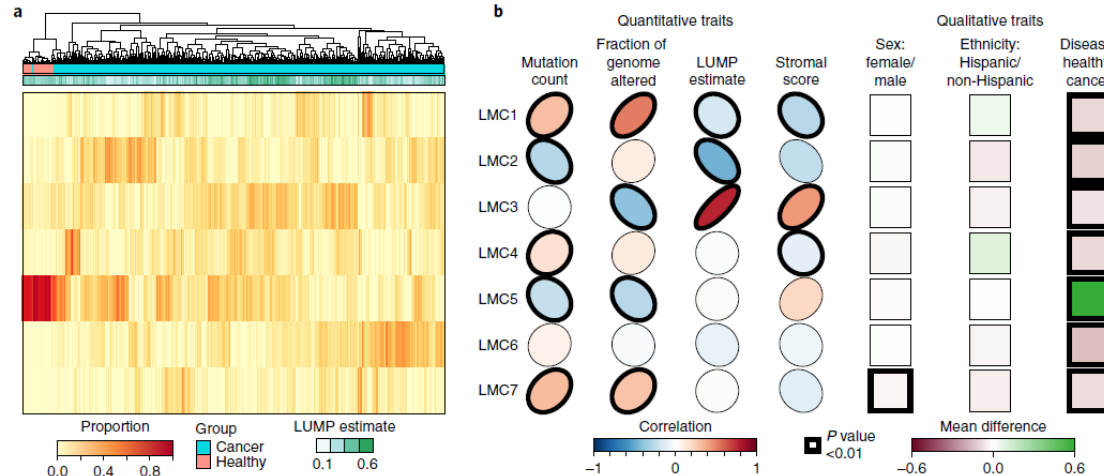 a
Proportion
0.0 0.4 0.8
Group
Cancer
Healthy
LUMP estimate
0.1 0.6
b
Quantitative traits
Qualitative traits
Mutation
count
Fraction of
genome
altered
LUMP
estimate
Stromal
score
Sex:
female/
male
Ethnicity:
Hispanic/
non-Hispanic
healthy
cancer
LMC1
LMC2
LMC3
LMC4
LMC5
LMC6
LMC7
Correlation
−1 0 1
P value
<0.01
Mean difference
−0.6 0.0 0.6